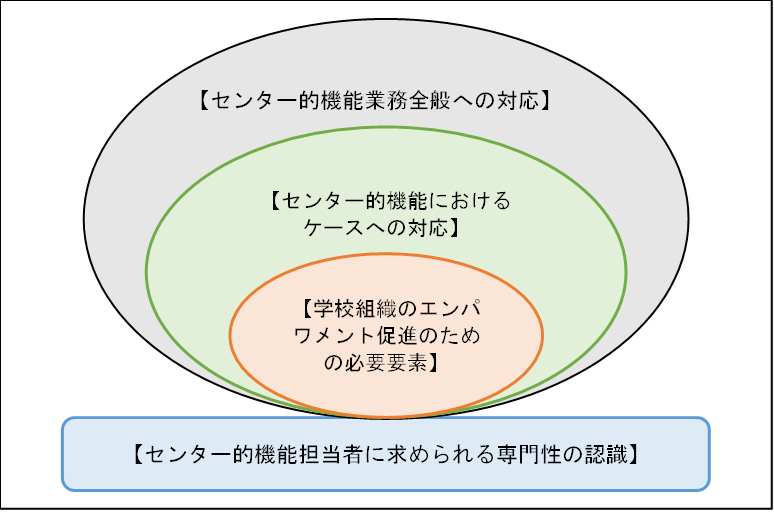 【センター的機能業務全般への対応】
【センター的機能における
ケースへの対応】
【学校組織のエンパ
ワメント促進のため
の必要要素】
【センター的機能担当者に求められる専門性の認識】